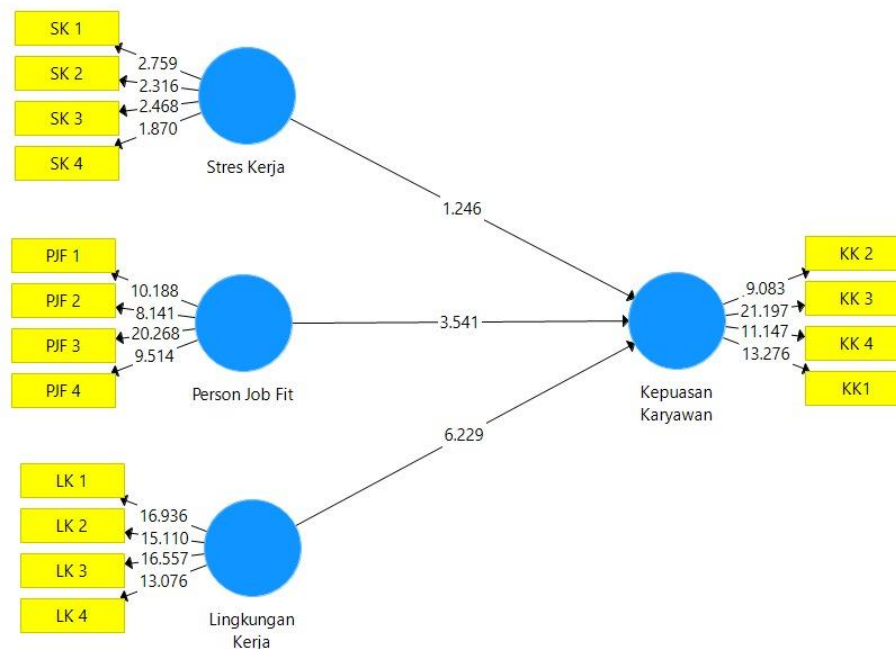 SK 1
2.759
SK 2
2.316
SK 3
2.468
1.870
SK 4
Stres Kerja
1.246
PJF 1
10.188
PJF 2
8.141
PJF 3
20.268
9.514
PJF 4
Person Job Fit
3.541
KK 2
9.083
KK 3
21.197
11.147
KK 4
13.276
KK1
Kepuasan
Karyawan
6.229
LK 1
16.936
LK 2
15.110
LK 3
16.557
13.076
LK 4
Lingkungan
Kerja